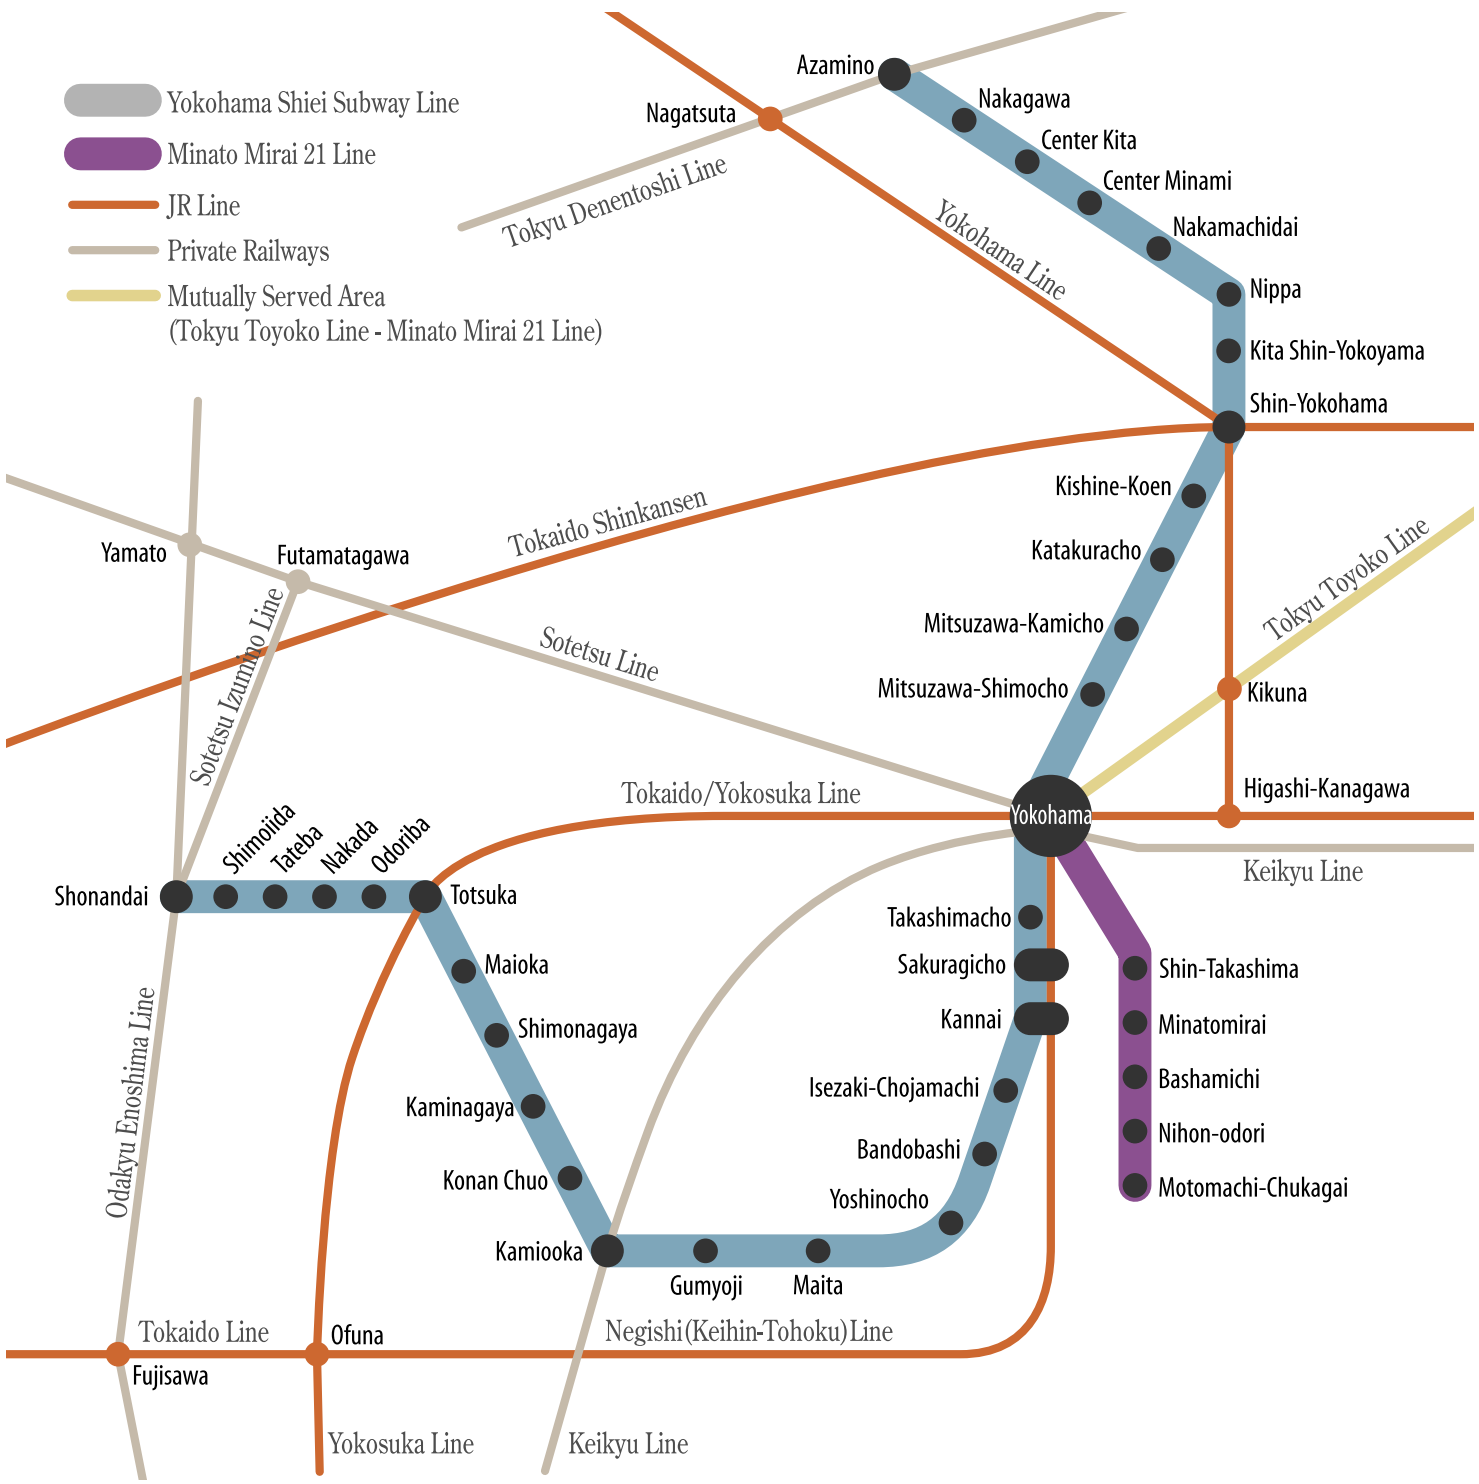 Yokohama Shiei Subway Line
Minato Mirai 21 Line
JR Line
Private Railways
Mutually Served Area
(Tokyu Toyoko Line - Minato Mirai 21 Line)
Azamino
Nagatsuta
Nakagawa
Center Kita
Center Minami
Nakamachidai
Tokyu Denentoshi Line
Yokohama Line
Nippa
Kita Shin-Yokoyama
Shin-Yokohama
Kishine-Koen
Tokaido Shinkansen
Katakuracho
Yamato
Futamatagawa
Tokyu Toyoko Line
Mitsuzawa-Kamicho
Sotetsu Line
Sotetsu Izumino Line
Mitsuzawa-Shimocho
Kikuna
Tokaido/Yokosuka Line
Higashi-Kanagawa
Yokohama
Keikyu Line
Shimoiida
Tateba
Nakada
Odoriba
Shonandai
Totsuka
Takashimacho
Maioka
Sakuragicho
Shin-Takashima
Shimonagaya
Kannai
Minatomirai
Odakyu Enoshima Line
Isezaki-Chojamachi
Bashamichi
Kaminagaya
Bandobashi
Nihon-odori
Konan Chuo
Yoshinocho
Motomachi-Chukagai
Kamiooka
Gumyoji
Maita
Tokaido Line
Ofuna
Negishi(Keihin-Tohoku)Line
Fujisawa
Yokosuka Line
Keikyu Line